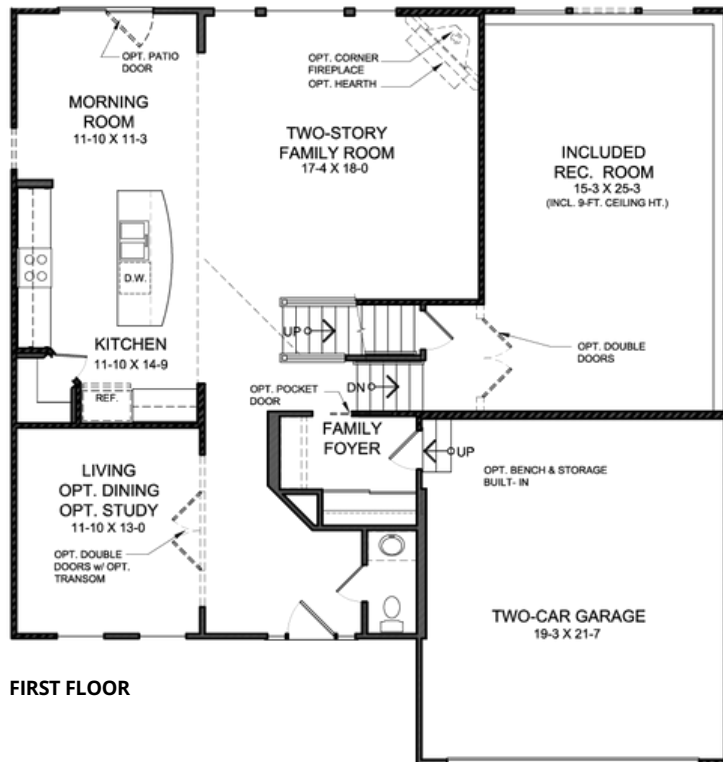 OPT. PATIO
DOOR
MORNING
ROOM
11-10 X 11-3
OPT. CORNER
FIREPLACE
OPT. HEARTH
TWO-STORY
FAMILY ROOM
17-4 X 18-0
INCLUDED
REC. ROOM
15-3 X 25-3
(INCL. 9-FT. CEILING HT.)
D.W.
KITCHEN
11-10 X 14-9
UP
OPT. DOUBLE
DOORS
REF.
OPT. POCKET
DOOR
DN
FAMILY
FOYER
UP
OPT. BENCH & STORAGE
BUILT- IN
LIVING
OPT. DINING
OPT. STUDY
11-10 X 13-0
OPT. DOUBLE
DOORS w/ OPT.
TRANSOM
TWO-CAR GARAGE
19-3 X 21-7
FIRST FLOOR